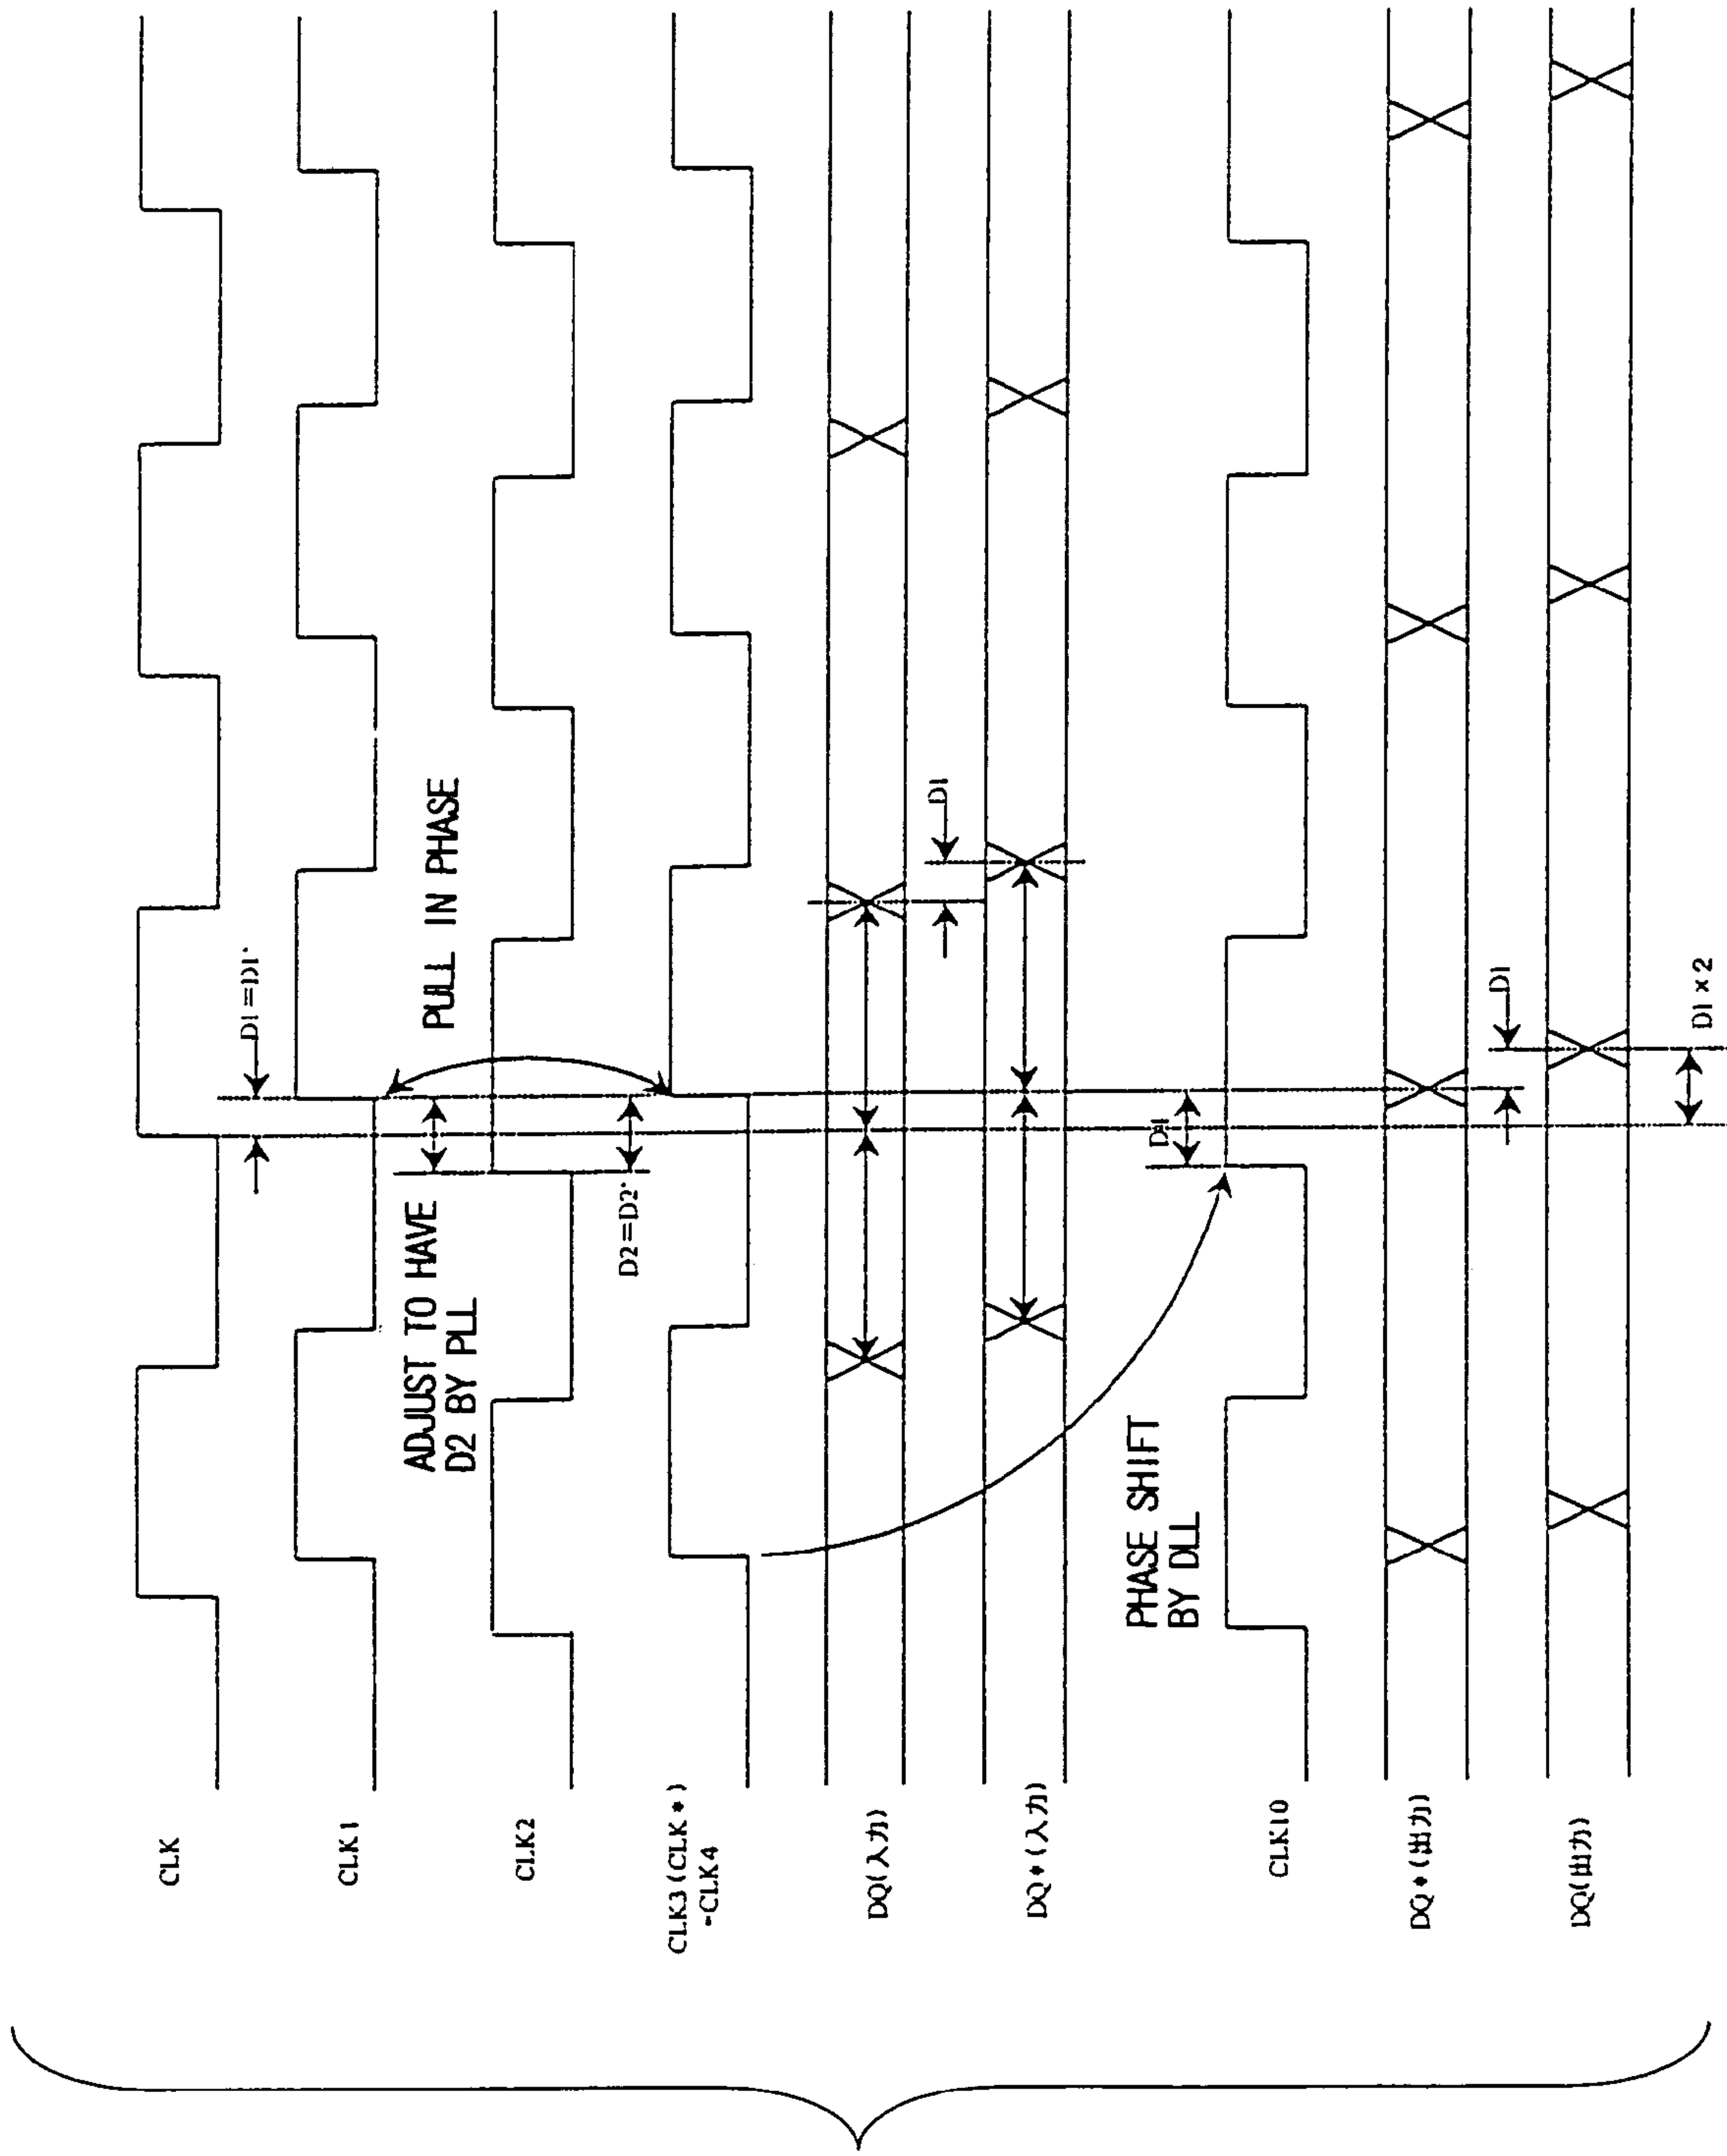 CLK
D1=D1'
CLK1
PULL IN PHASE
ADJUST TO HAVE
D2 BY PLL
CLK2
D2=D2'
CLK3(CLK*)
=CLK4
DQ(入力)
D1
DQ*(入力)
PHASE SHIFT
BY DLL
D1
CLK10
DQ*(出力)
D1
DQ(出力)
D1×2